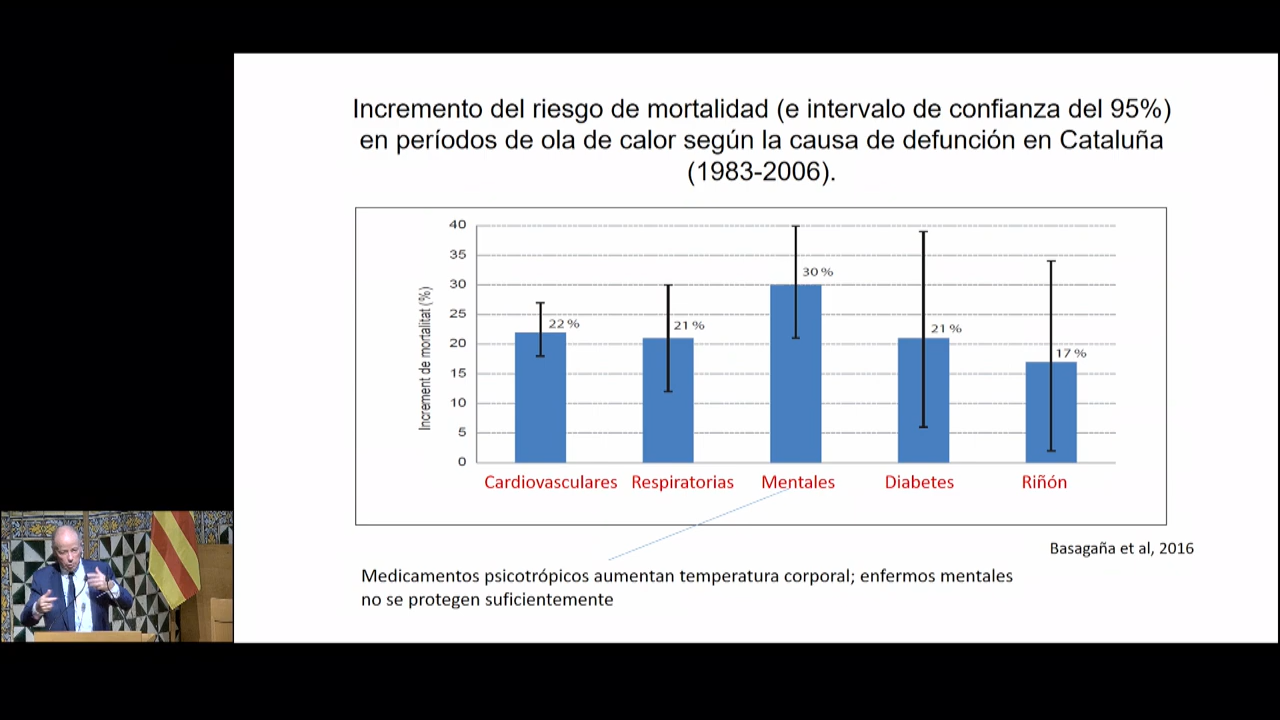 Incremento del riesgo de mortalidad (e intervalo de confianza del 95%)
en períodos de ola de calor según la causa de defunción en Cataluña
(1983-2006).
Increment de mortalitat (%)
40
35
30
25
20
15
10
5
0
22 %
21 %
30 %
21 %
17 %
Cardiovasculares Respiratorias Mentales Diabetes Riñón
Basagaña et al, 2016
Medicamentos psicotrópicos aumentan temperatura corporal; enfermos mentales
no se protegen suficientemente